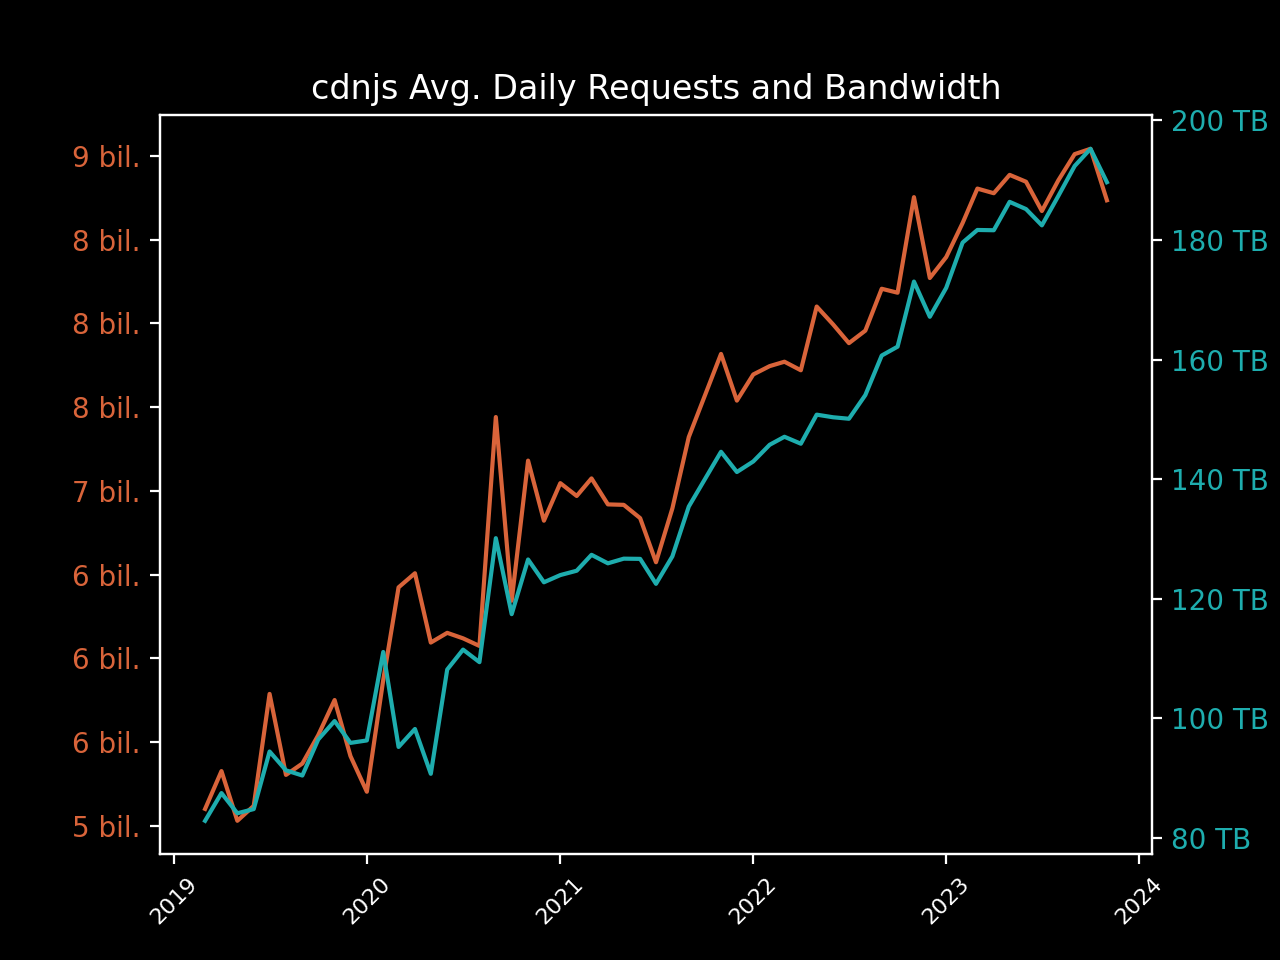 cdnjs Avg. Daily Requests and Bandwidth
9 bil.
8 bil.
8 bil.
8 bil.
7 bil.
6 bil.
6 bil.
6 bil.
5 bil.
200 TB
180 TB
160 TB
140 TB
120 TB
100 TB
80 TB
2019
2020
2021
2022
2023
2024